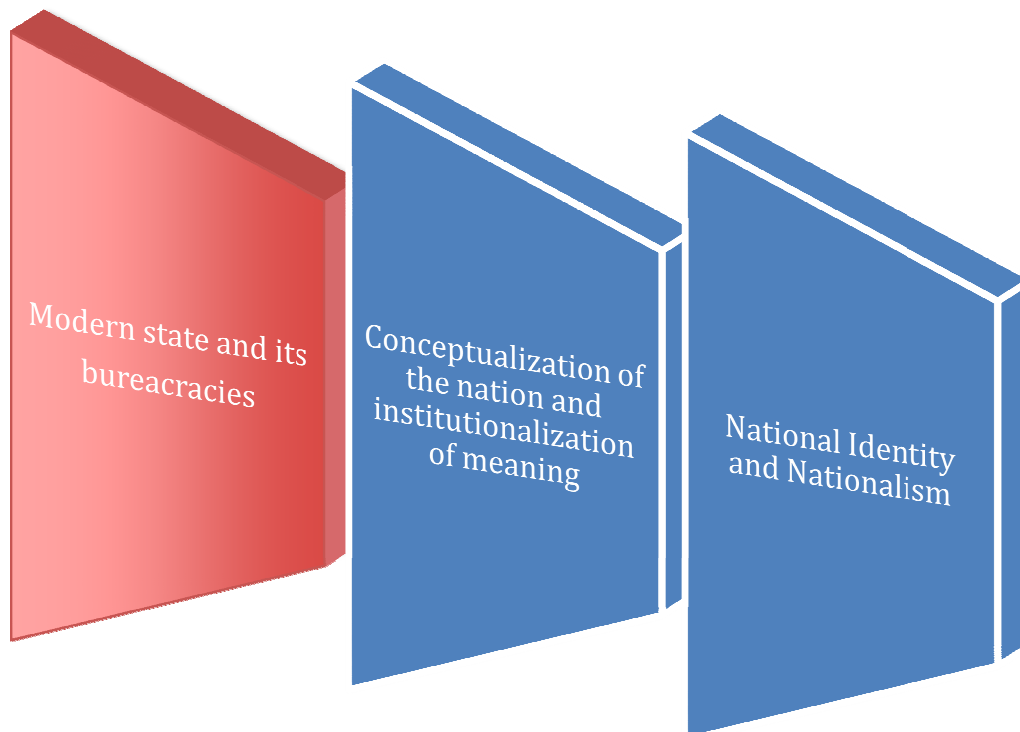 Modern state and its
bureacracies
Conceptualization of
the nation and
institutionalization
of meaning
National Identity
and Nationalism